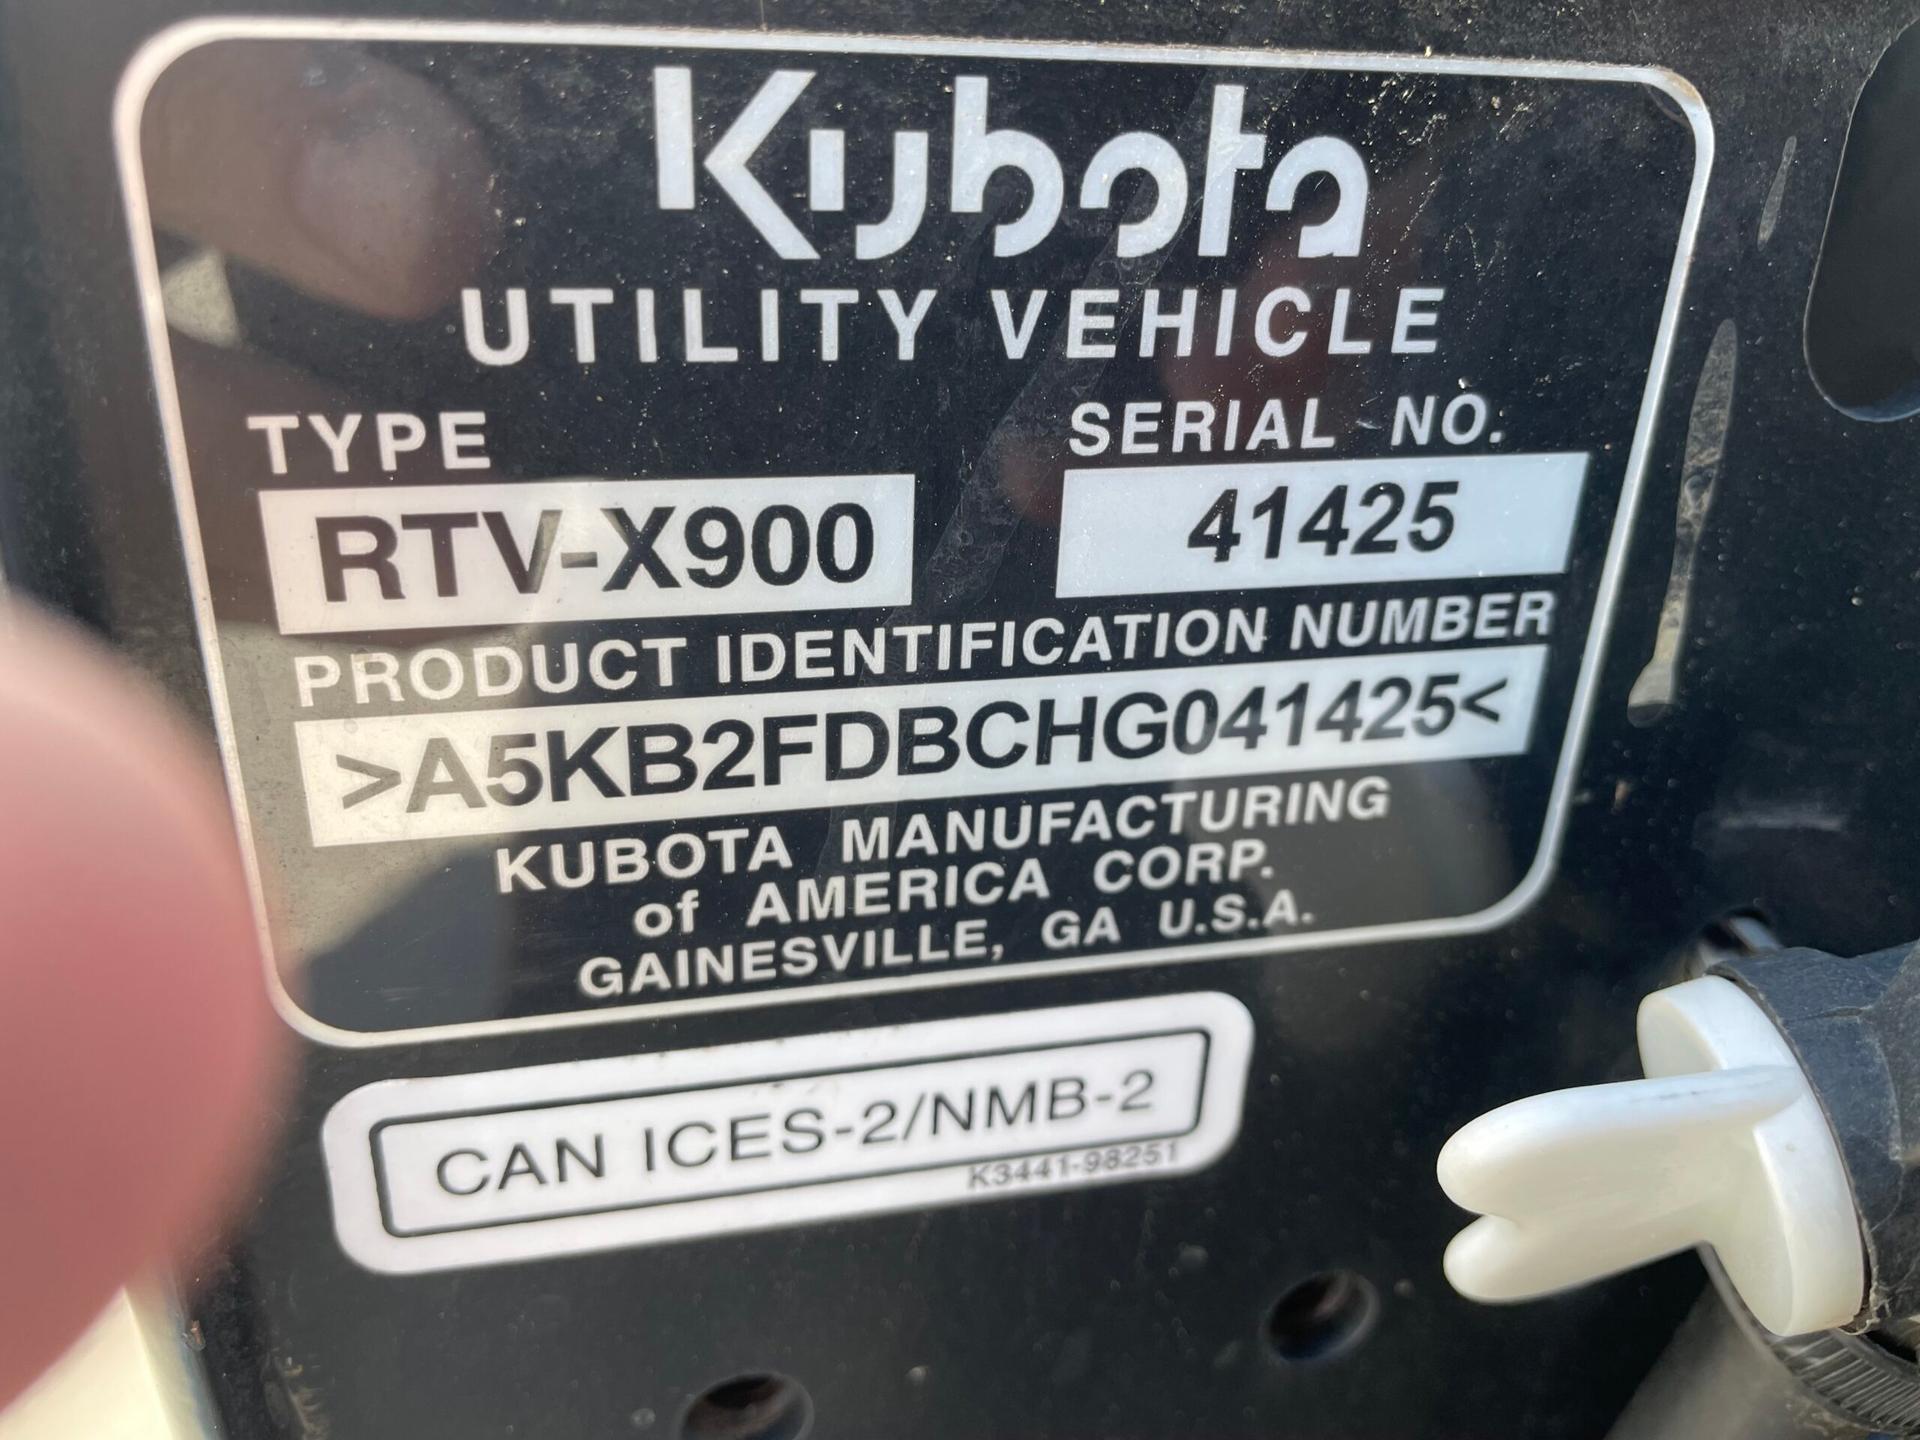 Kubota
UTILITY VEHICLE
TYPE SERIAL NO.
RTV-X900 41425
PRODUCT IDENTIFICATION NUMBER
>A5KB2FDBCHG041425<
KUBOTA MANUFACTURING
of AMERICA CORP.
GAINESVILLE, GA U.S.A.
CAN ICES-2/NMB-2
K3441-98251